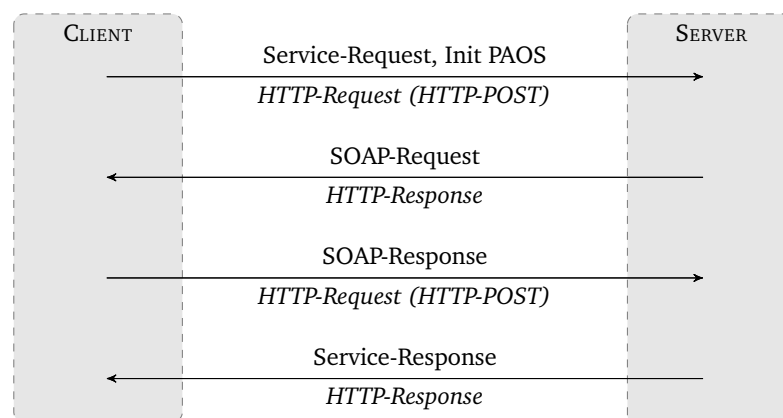 CLIENT
SERVER
Service-Request, Init PAOS
HTTP-Request (HTTP-POST)
SOAP-Request
HTTP-Response
SOAP-Response
HTTP-Request (HTTP-POST)
Service-Response
HTTP-Response